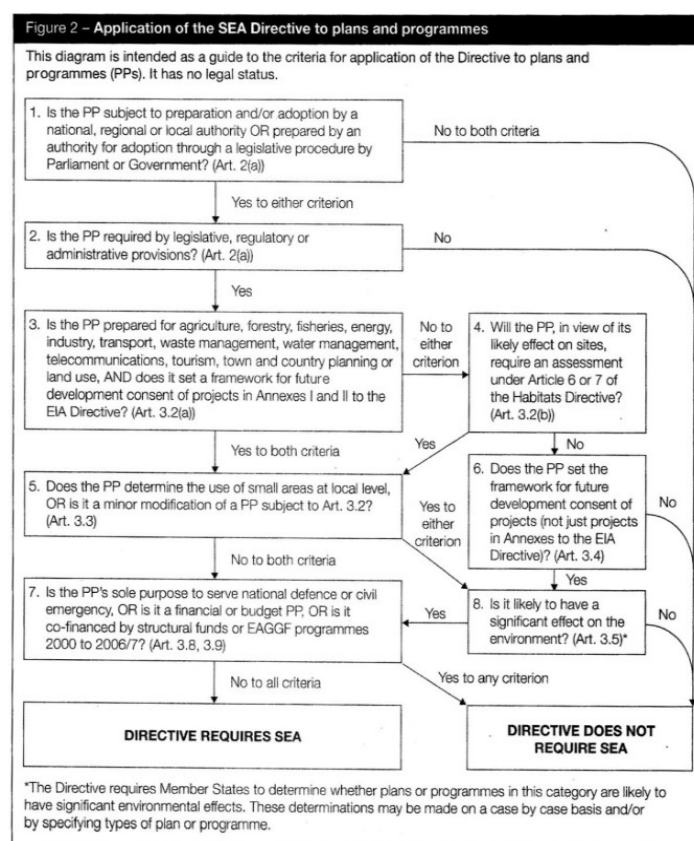 Figure 2 – Application of the SEA Directive to plans and programmes
This diagram is intended as a guide to the criteria for application of the Directive to plans and
programmes (PPs). It has no legal status.
1. Is the PP subject to preparation and/or adoption by a
national, regional or local authority OR prepared by an
authority for adoption through a legislative procedure by
Parliament or Government? (Art. 2(a))
No to both criteria
Yes to either criterion
2. Is the PP required by legislative, regulatory or
administrative provisions? (Art. 2(a))
No
Yes
3. Is the PP prepared for agriculture, forestry, fisheries, energy,
industry, transport, waste management, water management,
telecommunications, tourism, town and country planning or
land use, AND does it set a framework for future
development consent of projects in Annexes I and II to the
EIA Directive? (Art. 3.2(a))
No to
either
criterion
4. Will the PP, in view of its
likely effect on sites,
require an assessment
under Article 6 or 7 of
the Habitats Directive?
(Art. 3.2(b))
Yes to both criteria
Yes
No
5. Does the PP determine the use of small areas at local level,
OR is it a minor modification of a PP subject to Art. 3.2?
(Art. 3.3)
Yes to
either
criterion
6. Does the PP set the
framework for future
development consent of
projects (not just projects
in Annexes to the EIA
Directive)? (Art. 3.4)
No
No to both criteria
Yes
7. Is the PP's sole purpose to serve national defence or civil
emergency, OR is it a financial or budget PP, OR is it
co-financed by structural funds or EAGGF programmes
2000 to 2006/7? (Art. 3.8, 3.9)
Yes
8. Is it likely to have a
significant effect on the
environment? (Art. 3.5)*
No
No to all criteria
Yes to any criterion
DIRECTIVE REQUIRES SEA
DIRECTIVE DOES NOT
REQUIRE SEA
*The Directive requires Member States to determine whether plans or programmes in this category are likely to
have significant environmental effects. These determinations may be made on a case by case basis and/or
by specifying types of plan or programme.